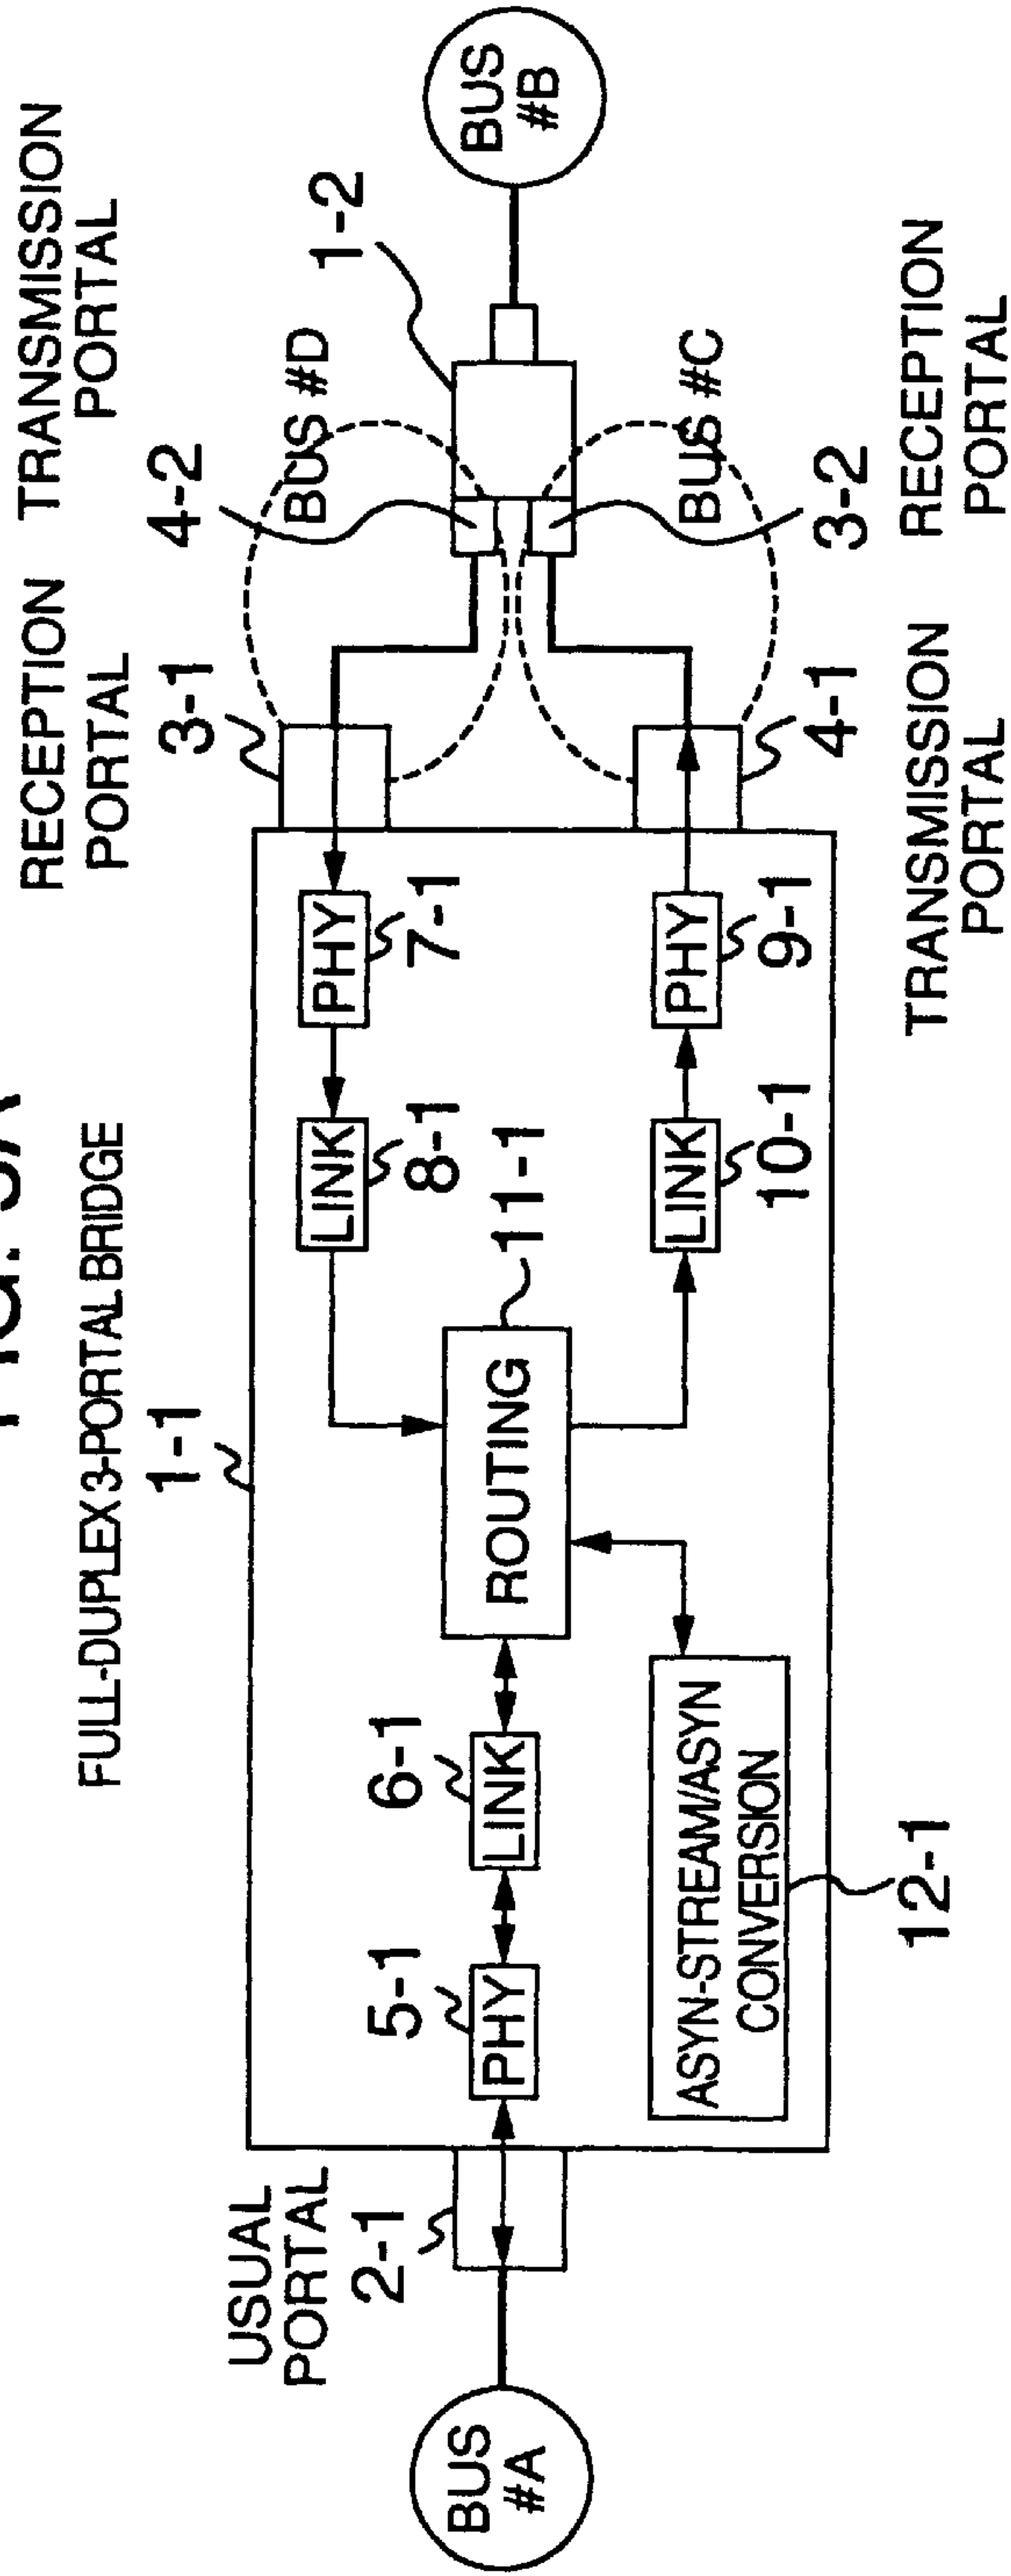 FULL-DUPLEX 3-PORTAL BRIDGE
1-1
USUAL
PORTAL
2-1
BUS
#A
5-1
PHY
6-1
LINK
ROUTING
11-1
ASYN-STREAM/ASYN
CONVERSION
12-1
LINK
8-1
PHY
7-1
LINK
10-1
PHY
9-1
RECEPTION
PORTAL
3-1
TRANSMISSION
PORTAL
4-2
BUS #D
1-2
BUS
#B
BUS #C
4-1
TRANSMISSION
PORTAL
3-2
RECEPTION
PORTAL